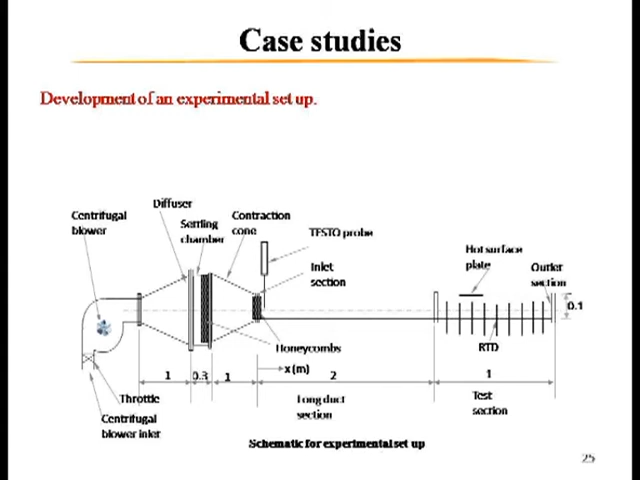 Case studies
Development of an experimental set up.
Diffuser
Centrifugal
blower
Settling
chamber
Contraction
cone
TESTO probe
Inlet
section
Hot surface
plate
Outler
section
0.1
Honeycombs
RTD
x (m)
1
0.3
1
2
1
Throttle
Long duct
section
Test
section
Centrifugal
blower inlet
Schematic for experimental set up
25